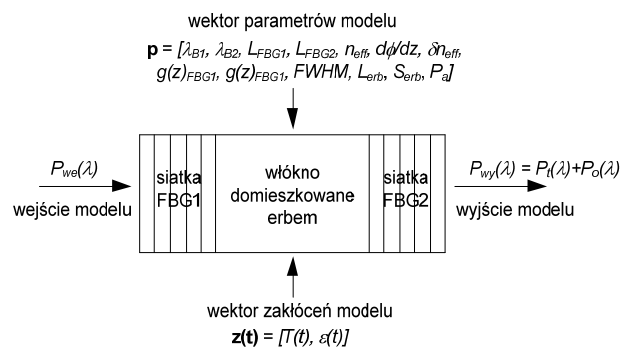 wektor parametrów modelu
p = [λB1, λB2, LFBG1, LFBG2, neff, dϕ/dz, δneff,
g(z)FBG1, g(z)FBG1, FWHM, Lerb, Serb, Pa]
Pwe(λ)
wejście modelu
siatka
FBG1
włókno
domieszkowane
erbem
siatka
FBG2
Pwy(λ) = Pt(λ)+Po(λ)
wyjście modelu
wektor zakłóceń modelu
z(t) = [T(t), ε(t)]